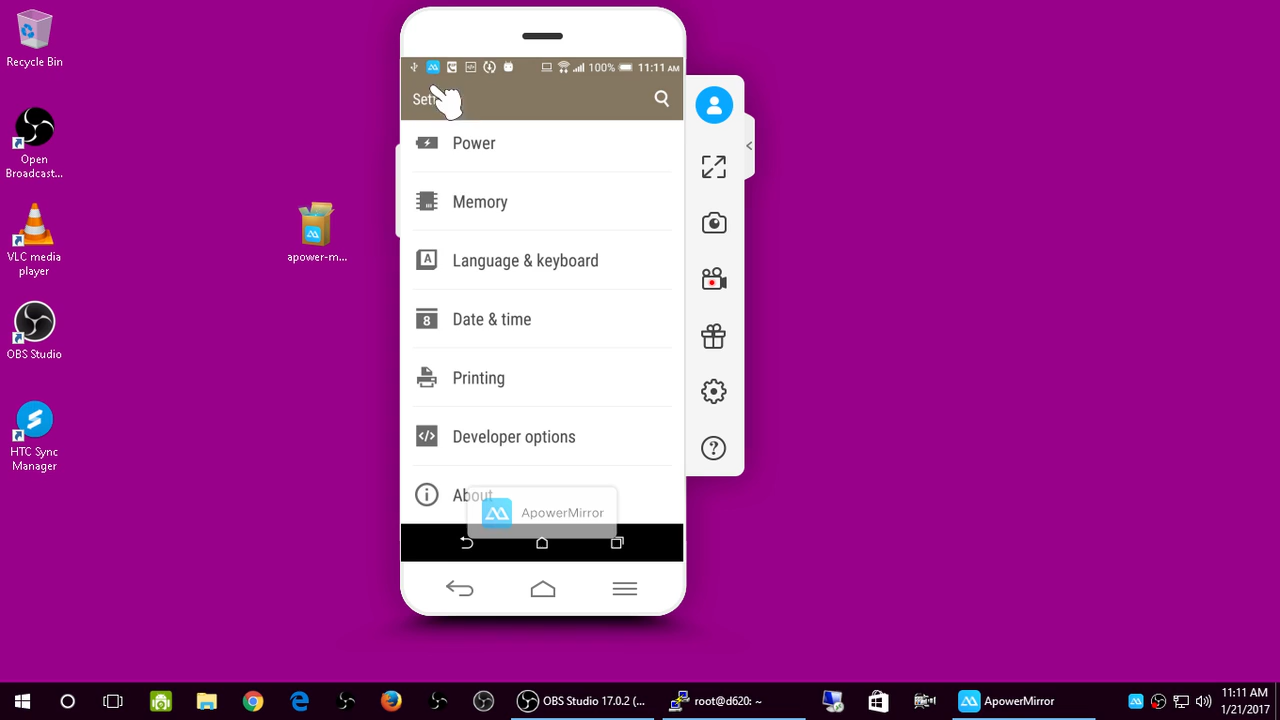 Recycle Bin
Open
Broadcast...
VLC media
player
OBS Studio
HTC Sync
Manager
apower-m...
100%
11:11 AM
Power
Memory
A
Language & keyboard
8
Date & time
Printing
Developer options
About
ApowerMirror
OBS Studio 17.0.2 (...
root@d620: ~
ApowerMirror
11:11 AM
1/21/2017